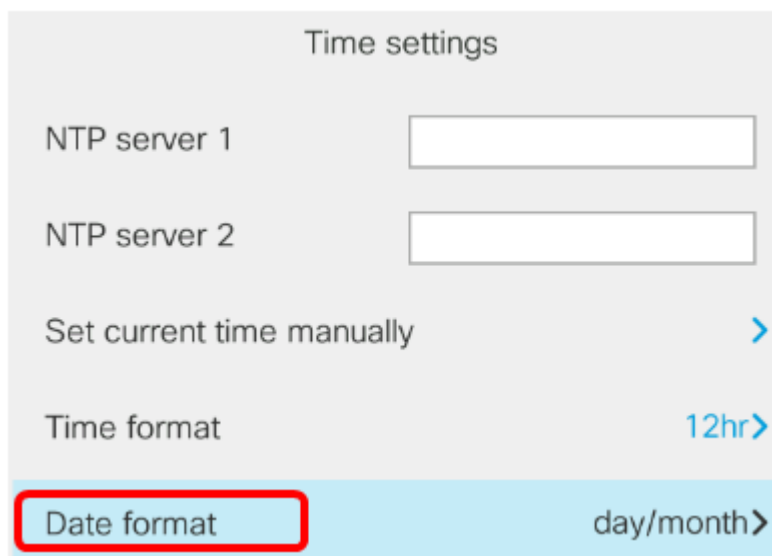 Time settings
NTP server 1
NTP server 2
Set current time manually
Time format 12hr
Date format day/month